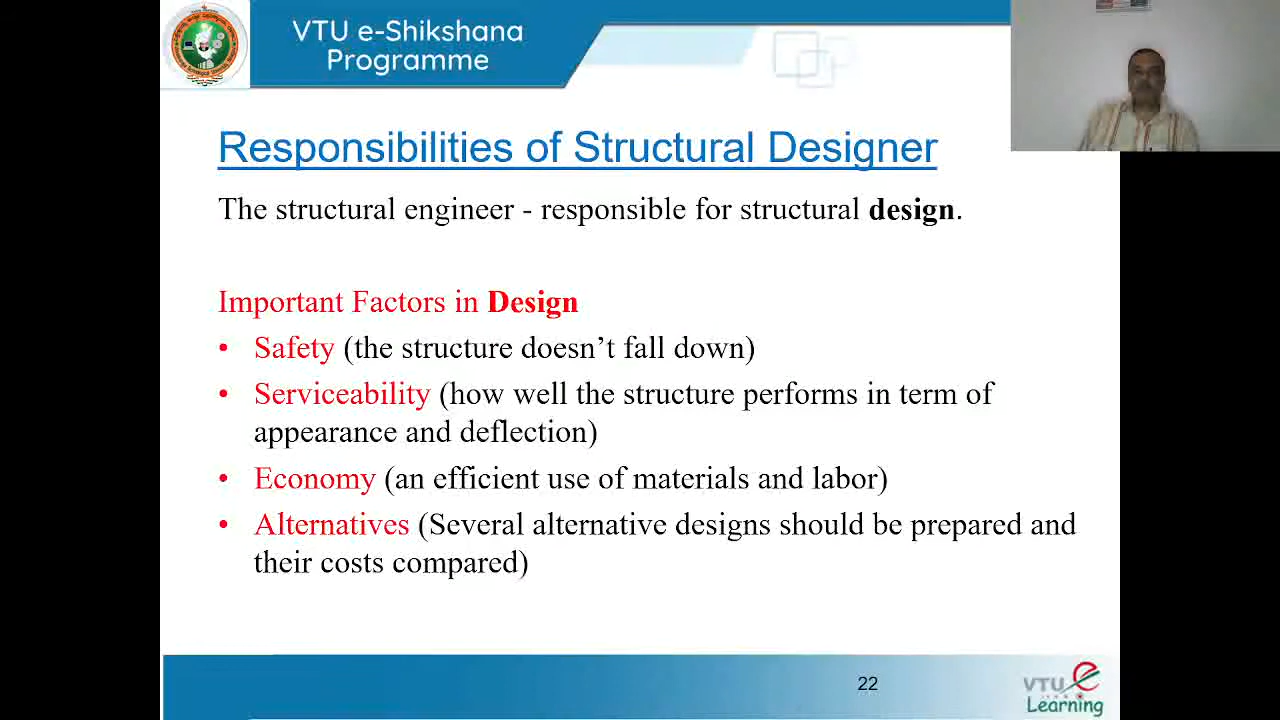 VTU e-Shikshana
Programme
Responsibilities of Structural Designer
The structural engineer - responsible for structural design.
Important Factors in Design
• Safety (the structure doesn’t fall down)
• Serviceability (how well the structure performs in term of
appearance and deflection)
• Economy (an efficient use of materials and labor)
• Alternatives (Several alternative designs should be prepared and
their costs compared)
22
VTU e
Learning